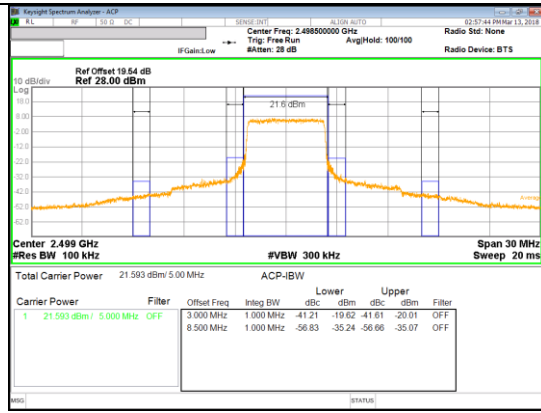 Keysight Spectrum Analyzer - ACP
RL RF 50 Ω DC SENSE:INT ALIGN AUTO 02:57:44 PM Mar 13, 2018
Center Freq: 2.498500000 GHz Radio Std: None
Trig: Free Run Avg|Hold: 100/100
IFGain:Low #Atten: 28 dB Radio Device: BTS
Ref Offset 19.54 dB
10 dB/div Ref 28.00 dBm
Log
18.0
8.00
-2.00
-12.0
-22.0
-32.0
-42.0
-52.0
-62.0
21.6 dBm
Average
Center 2.499 GHz Span 30 MHz
#Res BW 100 kHz #VBW 300 kHz Sweep 20 ms
Total Carrier Power 21.593 dBm/ 5.00 MHz ACP-IBW
Lower Upper
Carrier Power Filter Offset Freq Integ BW dBc dBm dBc dBm Filter
1 21.593 dBm / 5.000 MHz OFF 3.000 MHz 1.000 MHz -41.21 -19.62 -41.61 -20.01 OFF
8.500 MHz 1.000 MHz -56.83 -35.24 -56.66 -35.07 OFF
MSG STATUS